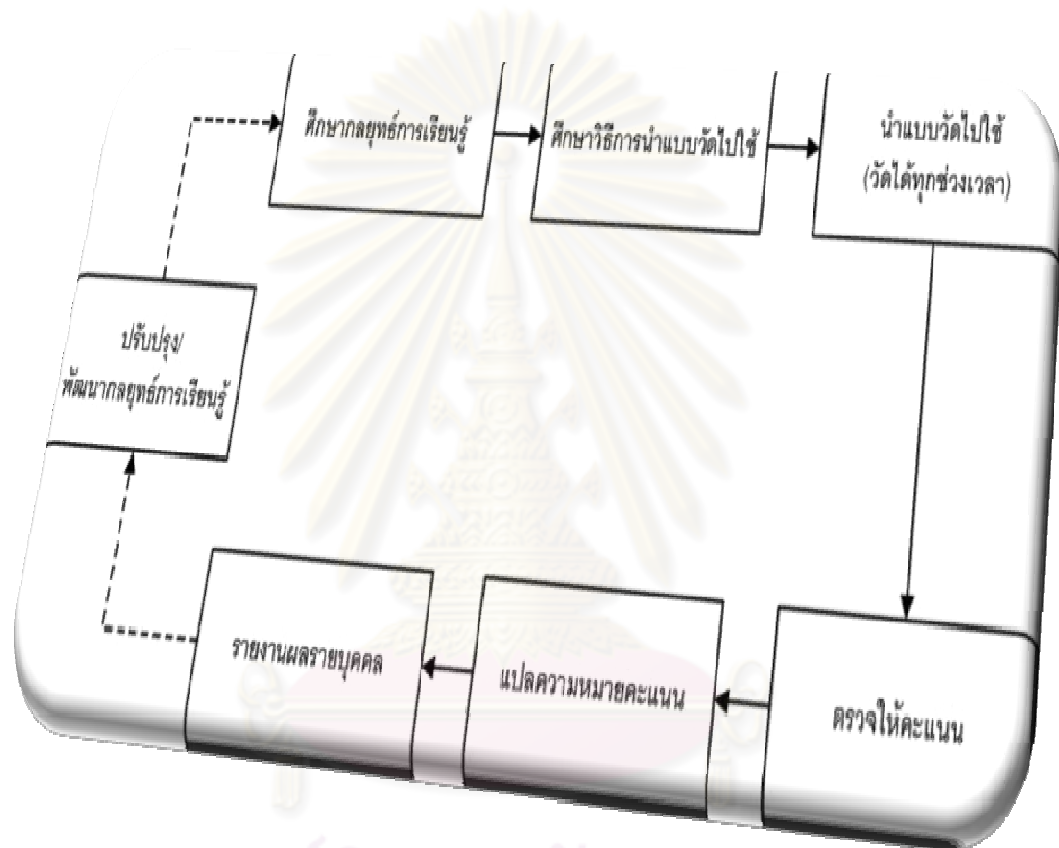 ศึกษากลยุทธ์การเรียนรู้
ศึกษาวิธีการนำแบบวัดไปใช้
นำแบบวัดไปใช้
(วัดได้ทุกช่วงเวลา)
ตรวจให้คะแนน
แปลความหมายคะแนน
รายงานผลรายบุคคล
ปรับปรุง/
พัฒนากลยุทธ์การเรียนรู้